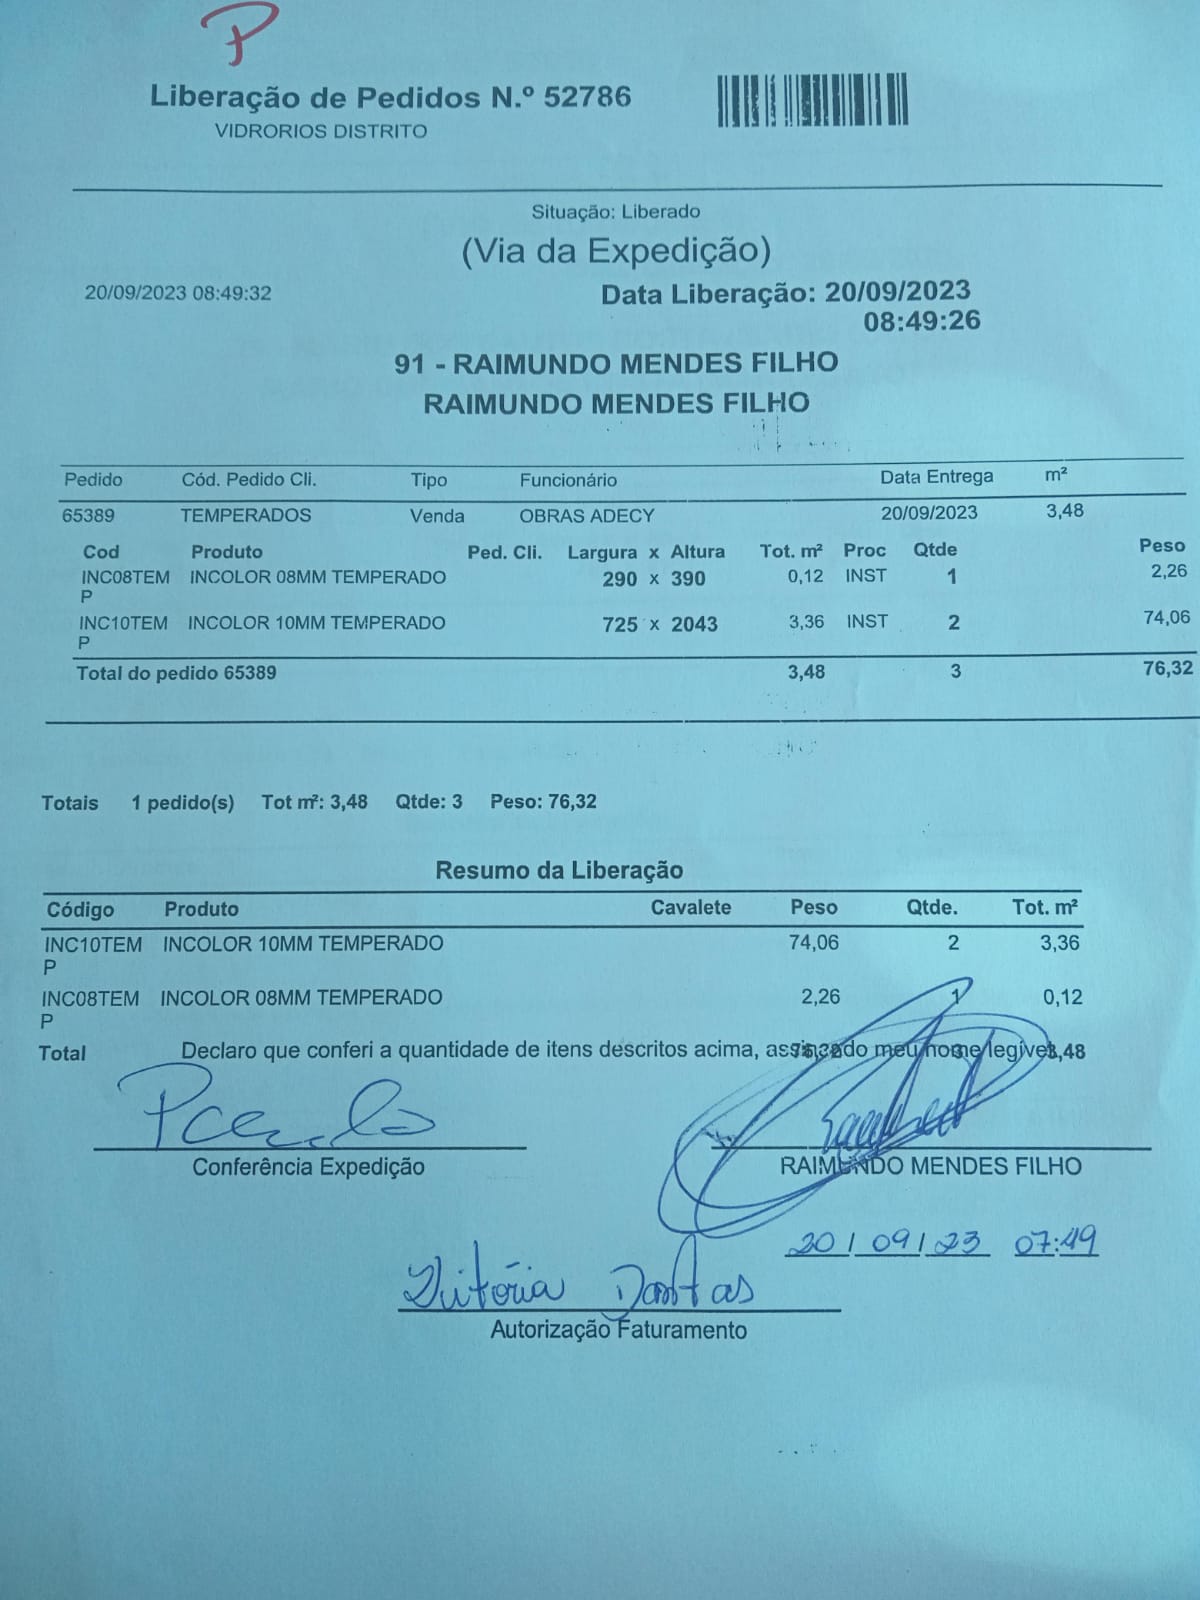 P
Liberação de Pedidos N.º 52786
VIDRORIOS DISTRITO
Situação: Liberado
(Via da Expedição)
20/09/2023 08:49:32 Data Liberação: 20/09/2023
08:49:26
91 - RAIMUNDO MENDES FILHO
RAIMUNDO MENDES FILHO
Pedido Cód. Pedido Cli. Tipo Funcionário Data Entrega m²
65389 TEMPERADOS Venda OBRAS ADECY 20/09/2023 3,48
Cod Produto Ped. Cli. Largura x Altura Tot. m² Proc Qtde Peso
INC08TEM INCOLOR 08MM TEMPERADO 290 x 390 0,12 INST 1 2,26
P
INC10TEM INCOLOR 10MM TEMPERADO 725 x 2043 3,36 INST 2 74,06
P
Total do pedido 65389 3,48 3 76,32
Totais 1 pedido(s) Tot m²: 3,48 Qtde: 3 Peso: 76,32
Resumo da Liberação
Código Produto Cavalete Peso Qtde. Tot. m²
INC10TEM INCOLOR 10MM TEMPERADO 74,06 2 3,36
P
INC08TEM INCOLOR 08MM TEMPERADO 2,26 1 0,12
P
Total Declaro que conferi a quantidade de itens descritos acima, assinando meu nome legível 3,48
Conferência Expedição
RAIMUNDO MENDES FILHO
20/09/23 07:49
Vitória Dantas
Autorização Faturamento